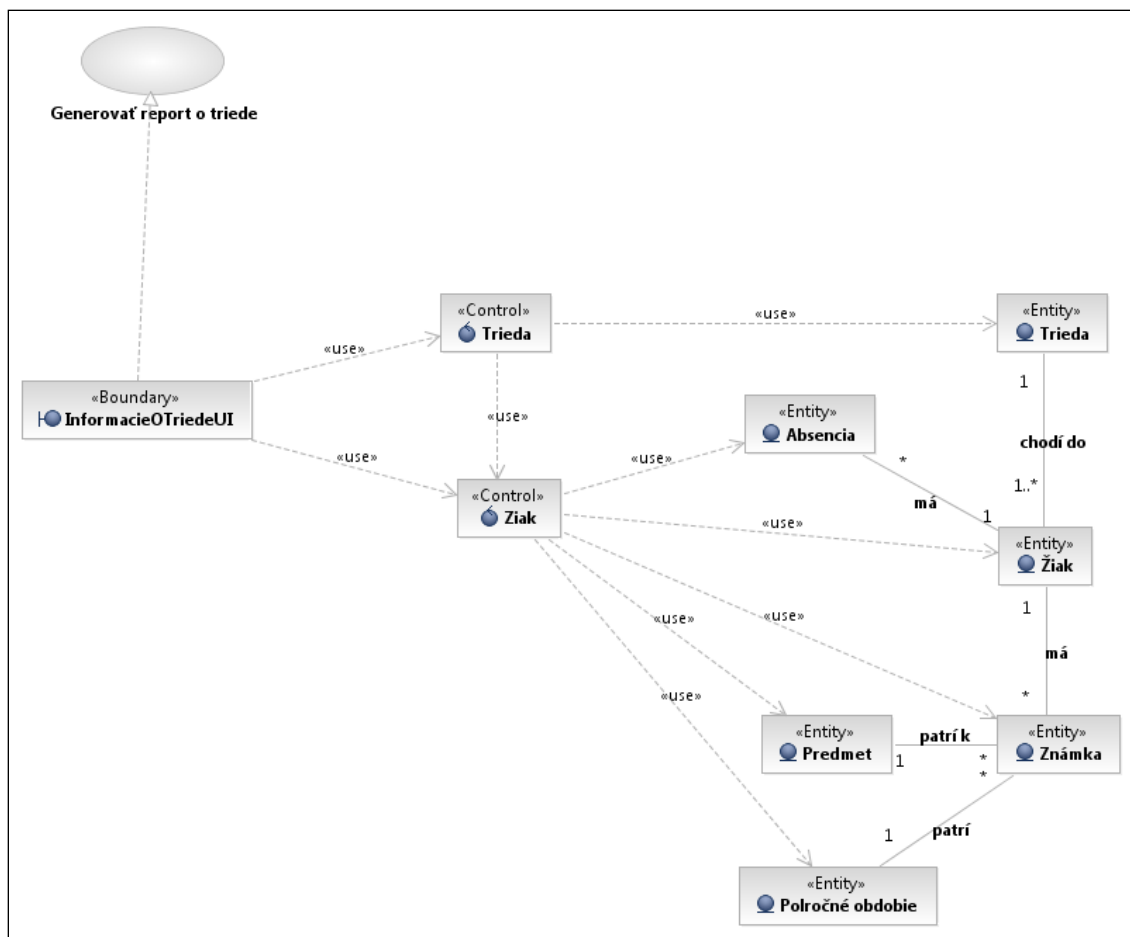 Generovať report o triede
«Control»
Trieda
«use»
«Entity»
Trieda
«use»
1
«Boundary»
InformacieOTriedeUI
«use»
«Entity»
Absencia
chodí do
«use»
«use»
*
1..*
«Control»
Ziak
má
1
«use»
«Entity»
Žiak
1
«use»
«use»
má
«use»
*
«Entity»
Predmet
patrí k
1
*
*
«Entity»
Známka
1
patrí
«Entity»
Polročné obdobie